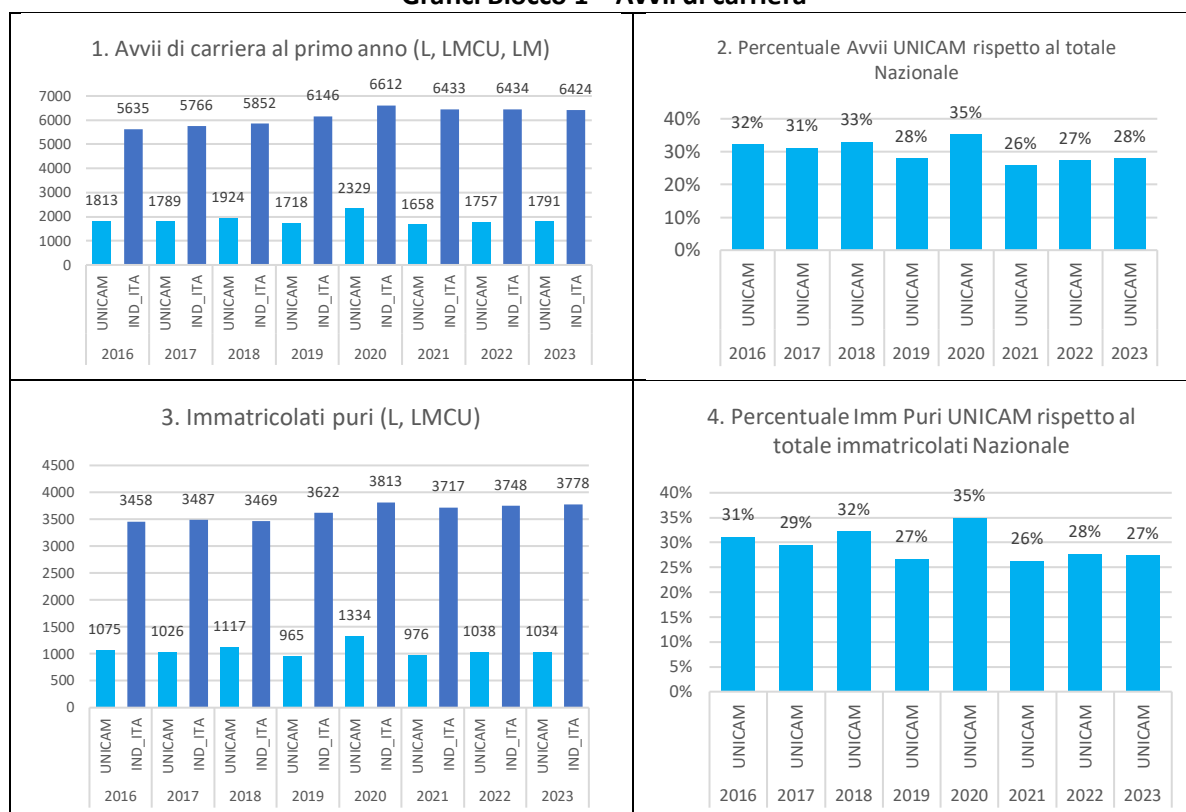 Grafici Blocco 1 – Avvii di carriera
1. Avvii di carriera al primo anno (L, LMCU, LM)
7000
6000
5000
4000
3000
2000
1000
0
1813
5635
1789
5766
1924
5852
1718
6146
2329
6612
1658
6433
1757
6434
1791
6424
UNICAM
IND_ITA
UNICAM
IND_ITA
UNICAM
IND_ITA
UNICAM
IND_ITA
UNICAM
IND_ITA
UNICAM
IND_ITA
UNICAM
IND_ITA
UNICAM
IND_ITA
2016 2017 2018 2019 2020 2021 2022 2023
2. Percentuale Avvii UNICAM rispetto al totale
Nazionale
40%
30%
20%
10%
0%
32% 31% 33% 28% 35% 26% 27% 28%
UNICAM
UNICAM
UNICAM
UNICAM
UNICAM
UNICAM
UNICAM
UNICAM
2016 2017 2018 2019 2020 2021 2022 2023
3. Immatricolati puri (L, LMCU)
4500
4000
3500
3000
2500
2000
1500
1000
500
0
1075
3458
1026
3487
1117
3469
965
3622
1334
3813
976
3717
1038
3748
1034
3778
UNICAM
IND_ITA
UNICAM
IND_ITA
UNICAM
IND_ITA
UNICAM
IND_ITA
UNICAM
IND_ITA
UNICAM
IND_ITA
UNICAM
IND_ITA
UNICAM
IND_ITA
2016 2017 2018 2019 2020 2021 2022 2023
4. Percentuale Imm Puri UNICAM rispetto al
totale immatricolati Nazionale
40%
35%
30%
25%
20%
15%
10%
5%
0%
31% 29% 32% 27% 35% 26% 28% 27%
UNICAM
UNICAM
UNICAM
UNICAM
UNICAM
UNICAM
UNICAM
UNICAM
2016 2017 2018 2019 2020 2021 2022 2023